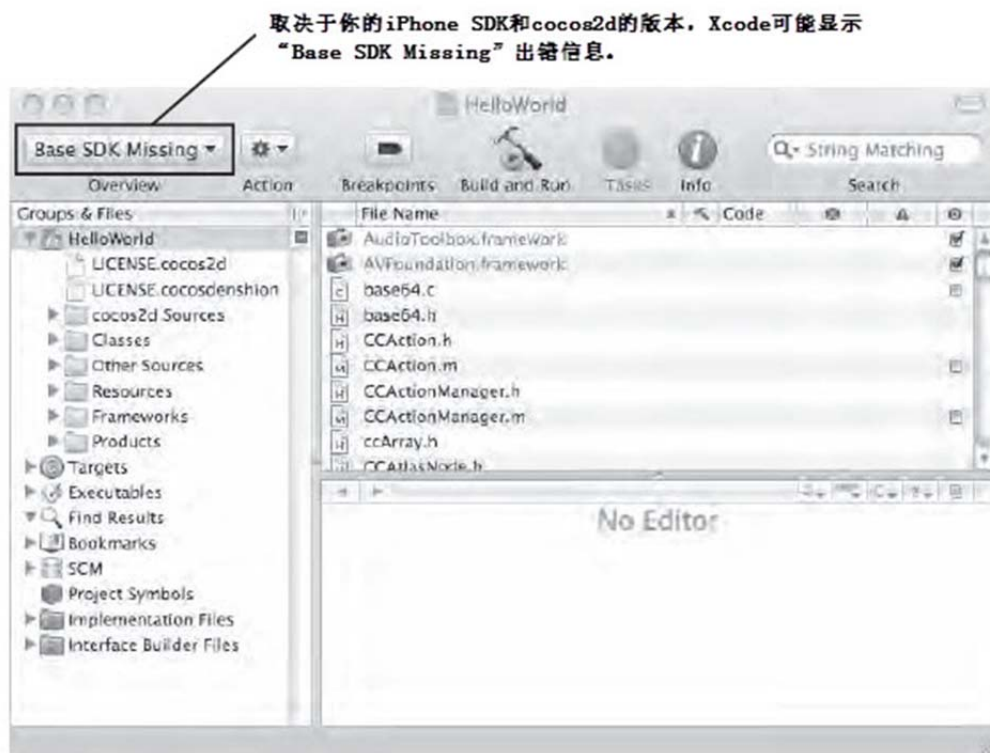 取决于你的iPhone SDK和cocos2d的版本，Xcode可能显示
“Base SDK Missing”出错信息。
HelloWorld
Base SDK Missing
String Matching
Overview
Action
Breakpoints
Build and Run
Tasks
Info
Search
Groups & Files
File Name
Code
HelloWorld
LICENSE.cocos2d
LICENSE.cocosdenshion
cocos2d Sources
Classes
Other Sources
Resources
Frameworks
Products
Targets
Executables
Find Results
Bookmarks
SCM
Project Symbols
Implementation Files
Interface Builder Files
AudioToolbox.framework
AVFoundation.framework
base64.c
base64.h
CCAction.h
CCAction.m
CCActionManager.h
CCActionManager.m
ccArray.h
CCAtlasNode.h
No Editor